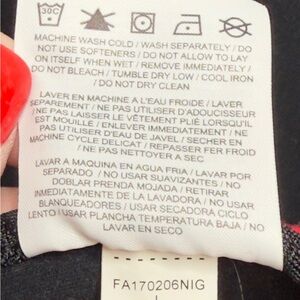 30°C
MACHINE WASH COLD / WASH SEPARATELY / DO
NOT USE SOFTENERS / DO NOT ALLOW TO LAY
ON ITSELF WHEN WET / REMOVE IMMEDIATELY /
DO NOT BLEACH / TUMBLE DRY LOW / COOL IRON
/ DO NOT DRY CLEAN
LAVER EN MACHINE A L'EAU FROIDE / LAVER
SEPAREMENT / NE PAS UTILISER D'ADOUCISSEUR
/ NE PAS LAISSER LE VÊTEMENT PLIÉ LORSQU'IL
EST MOUILLÉ / ENLEVER IMMEDIATEMENT / NE
PAS UTILISER D'EAU DE JAVEL / SECHER EN
MACHINE CYCLE DELICAT / REPASSER FER FROID
/ NE PAS NETTOYER A SEC
LAVAR A MAQUINA EN AGUA FRIA / LAVAR POR
SEPARADO / NO USAR SUAVIZANTES / NO
DOBLAR PRENDA MOJADA / RETIRAR
INMEDIATAMENTE DE LA LAVADORA / NO USAR
BLANQUEADORES / USAR SECADORA CICLO
LENTO / USAR PLANCHA TEMPERATURA BAJA / NO
LAVAR EN SECO
FA170206NIG
L